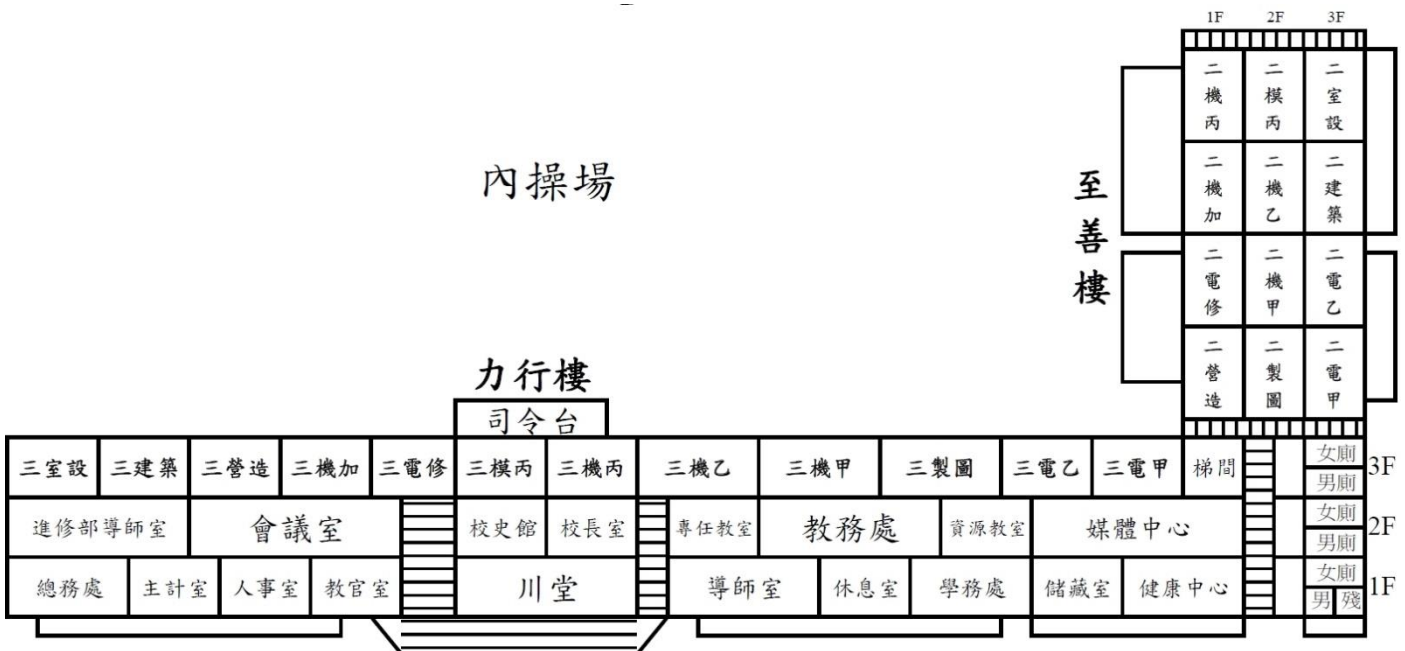 1F 2F 3F
二機丙 二模丙 二室設
二機加 二機乙 二建築
二電修 二機甲 二電乙
二營造 二製圖 二電甲
內操場
至善樓
力行樓
司令台
三室設 三建築 三營造 三機加 三電修 三模丙 三機丙 三機乙 三機甲 三製圖 三電乙 三電甲 梯間 女廁 男廁 3F
進修部導師室 會議室 校史館 校長室 專任教室 教務處 資源教室 媒體中心 女廁 男廁 2F
總務處 主計室 人事室 教官室 川堂 導師室 休息室 學務處 儲藏室 健康中心 女廁 男 殘 1F